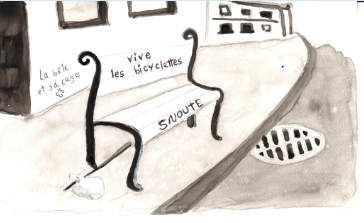 vive
les bicyclettes
La bête
et sa cage
SNOUTE